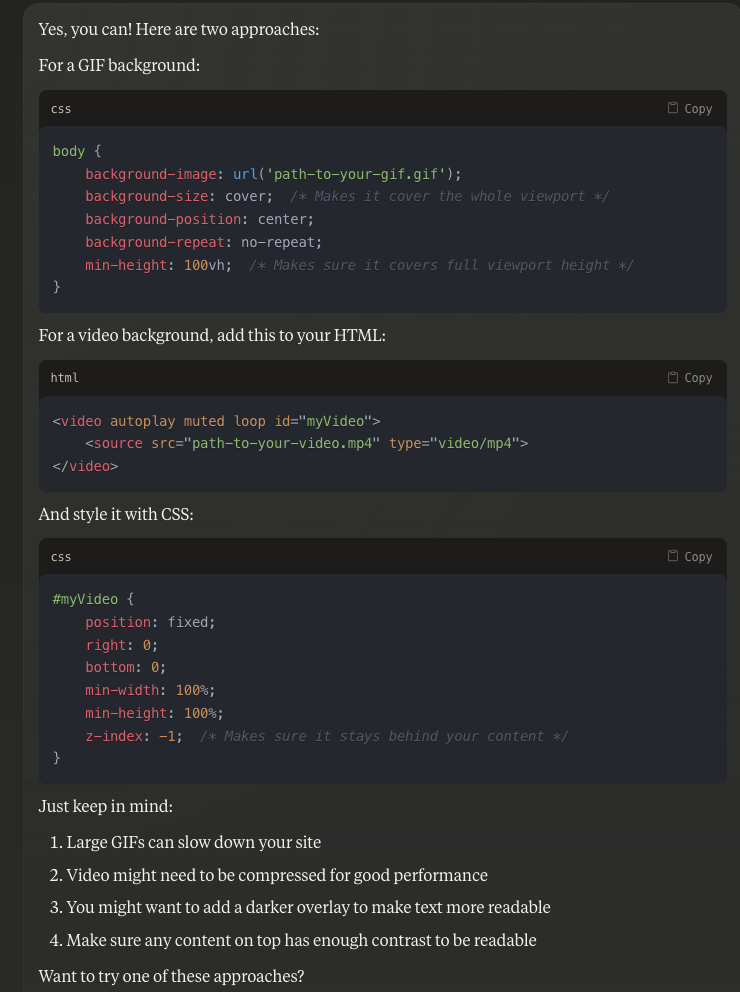 Yes, you can! Here are two approaches:
For a GIF background:
css
Copy
body {
    background-image: url('path-to-your-gif.gif');
    background-size: cover;  /* Makes it cover the whole viewport */
    background-position: center;
    background-repeat: no-repeat;
    min-height: 100vh;  /* Makes sure it covers full viewport height */
}
For a video background, add this to your HTML:
html
Copy
<video autoplay muted loop id="myVideo">
    <source src="path-to-your-video.mp4" type="video/mp4">
</video>
And style it with CSS:
css
Copy
#myVideo {
    position: fixed;
    right: 0;
    bottom: 0;
    min-width: 100%;
    min-height: 100%;
    z-index: -1;  /* Makes sure it stays behind your content */
}
Just keep in mind:
1. Large GIFs can slow down your site
2. Video might need to be compressed for good performance
3. You might want to add a darker overlay to make text more readable
4. Make sure any content on top has enough contrast to be readable
Want to try one of these approaches?